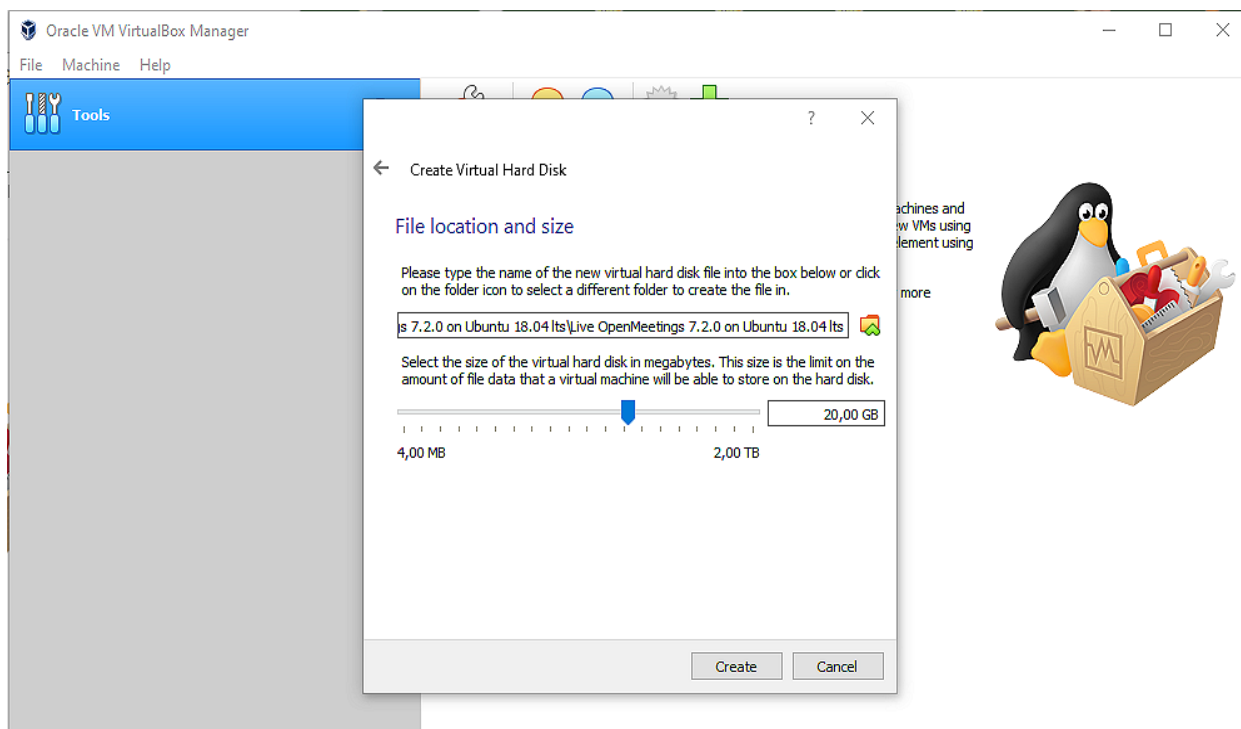 Oracle VM VirtualBox Manager
File Machine Help
Tools
?
Create Virtual Hard Disk
File location and size
achines and
w VMs using
element using
more
Please type the name of the new virtual hard disk file into the box below or click
on the folder icon to select a different folder to create the file in.
gs 7.2.0 on Ubuntu 18.04 lts\Live OpenMeetings 7.2.0 on Ubuntu 18.04 lts
Select the size of the virtual hard disk in megabytes. This size is the limit on the
amount of file data that a virtual machine will be able to store on the hard disk.
20,00 GB
4,00 MB 2,00 TB
Create Cancel